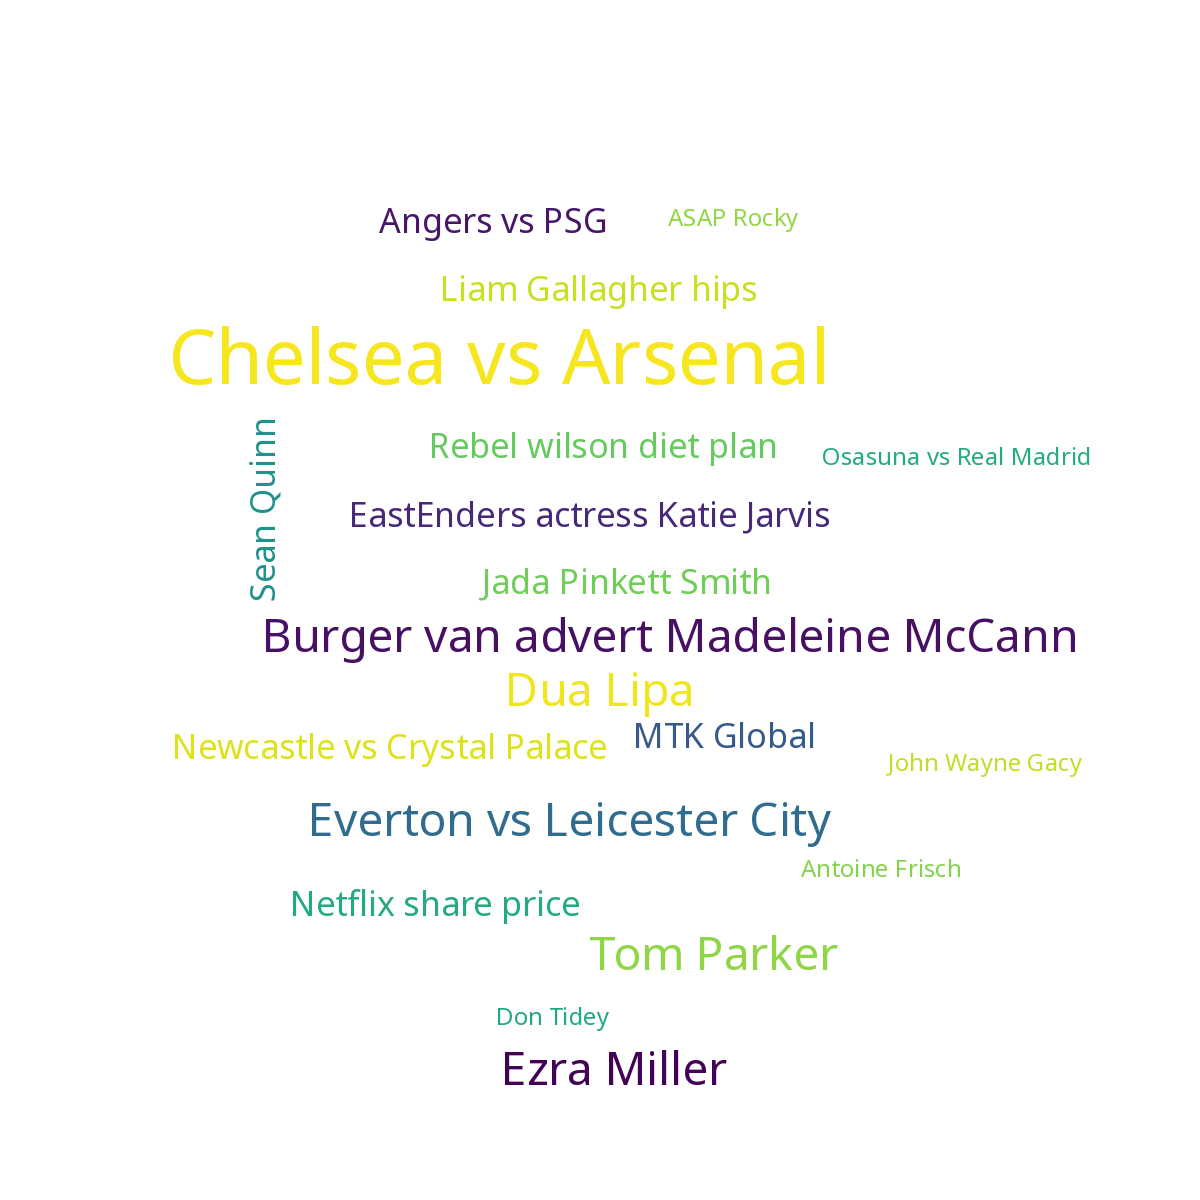 Angers vs PSG
ASAP Rocky
Liam Gallagher hips
Chelsea vs Arsenal
Sean Quinn
Rebel wilson diet plan
Osasuna vs Real Madrid
EastEnders actress Katie Jarvis
Jada Pinkett Smith
Burger van advert Madeleine McCann
Dua Lipa
Newcastle vs Crystal Palace
MTK Global
John Wayne Gacy
Everton vs Leicester City
Antoine Frisch
Netflix share price
Tom Parker
Don Tidey
Ezra Miller